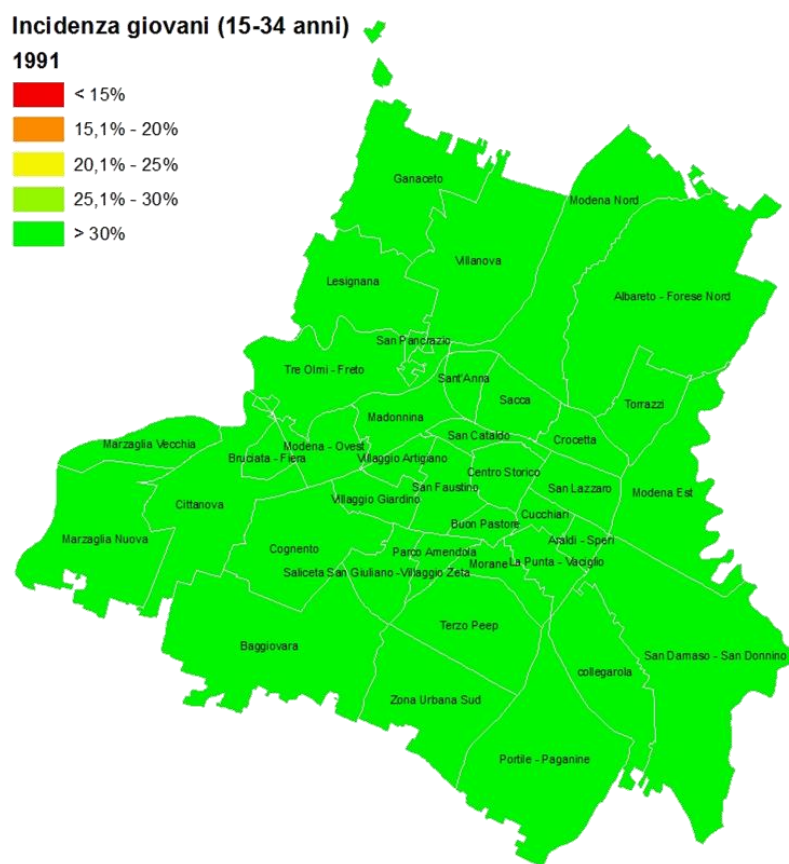 Incidenza giovani (15-34 anni)
1991
< 15%
15,1% - 20%
20,1% - 25%
25,1% - 30%
> 30%
Ganaceto
Modena Nord
Villanova
Lesignana
Albareto - Forese Nord
San Pancrazio
Tre Olmi - Freto
Sant'Anna
Sacca
Torrazzi
Madonnina
San Cataldo
Crocetta
Marzaglia Vecchia
Modena - Ovest
Bruciata - Fiera
Villaggio Artigiano
Centro Storico
San Faustino
San Lazzaro
Modena Est
Villaggio Giardino
Cittanova
Cucchiari
Buon Pastore
Marzaglia Nuova
Araldi - Speri
Cognento
Parco Amendola
Morane
La Punta - Vaciglio
Saliceta San Giuliano - Villaggio Zeta
Terzo Peep
Baggiovara
San Damaso - San Donnino
collegarola
Zona Urbana Sud
Portile - Paganine